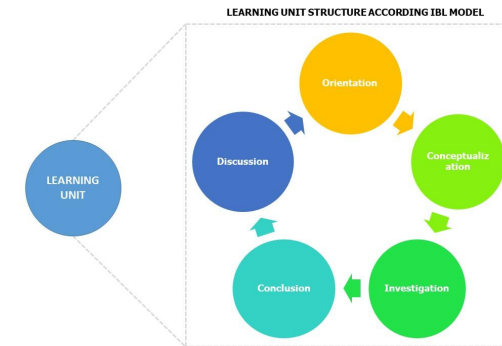 LEARNING UNIT STRUCTURE ACCORDING IBL MODEL
Orientation
Conceptualiz
ation
Investigation
Conclusion
Discussion
LEARNING
UNIT